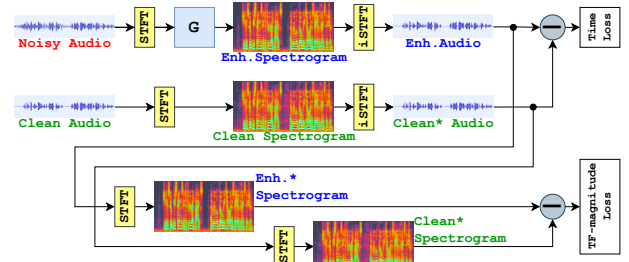 Noisy Audio
STFT
G
Enh.Spectrogram
iSTFT
Enh.Audio
Time
Loss
Clean Audio
STFT
Clean Spectrogram
iSTFT
Clean* Audio
STFT
Enh.*
Spectrogram
STFT
Clean*
Spectrogram
TF-magnitude
Loss